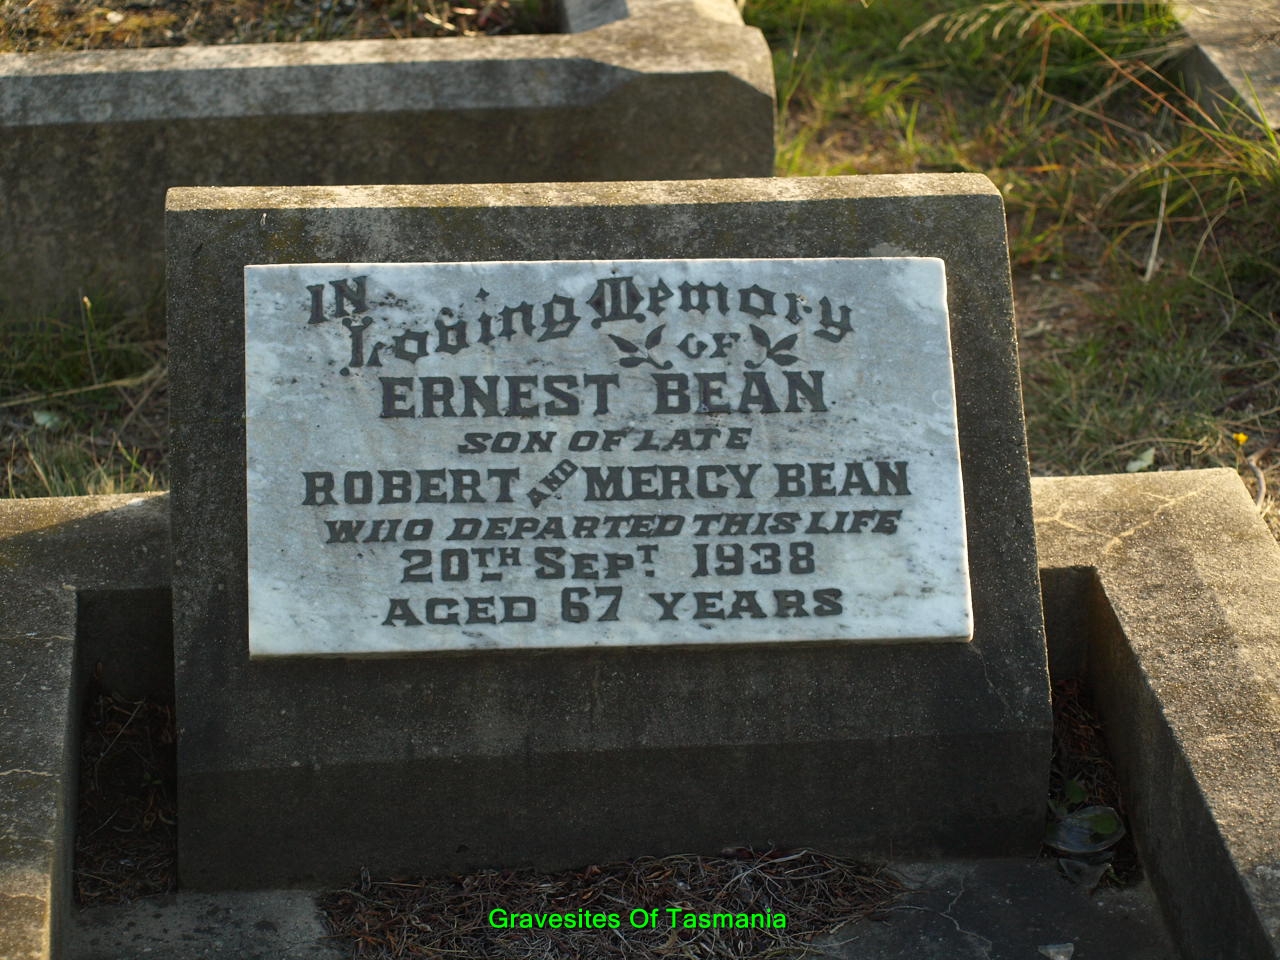 IN
Loving Memory
OF
ERNEST BEAN
SON OF LATE
ROBERT AND MERCY BEAN
WHO DEPARTED THIS LIFE
20TH SEPT. 1938
AGED 67 YEARS
Gravesites Of Tasmania